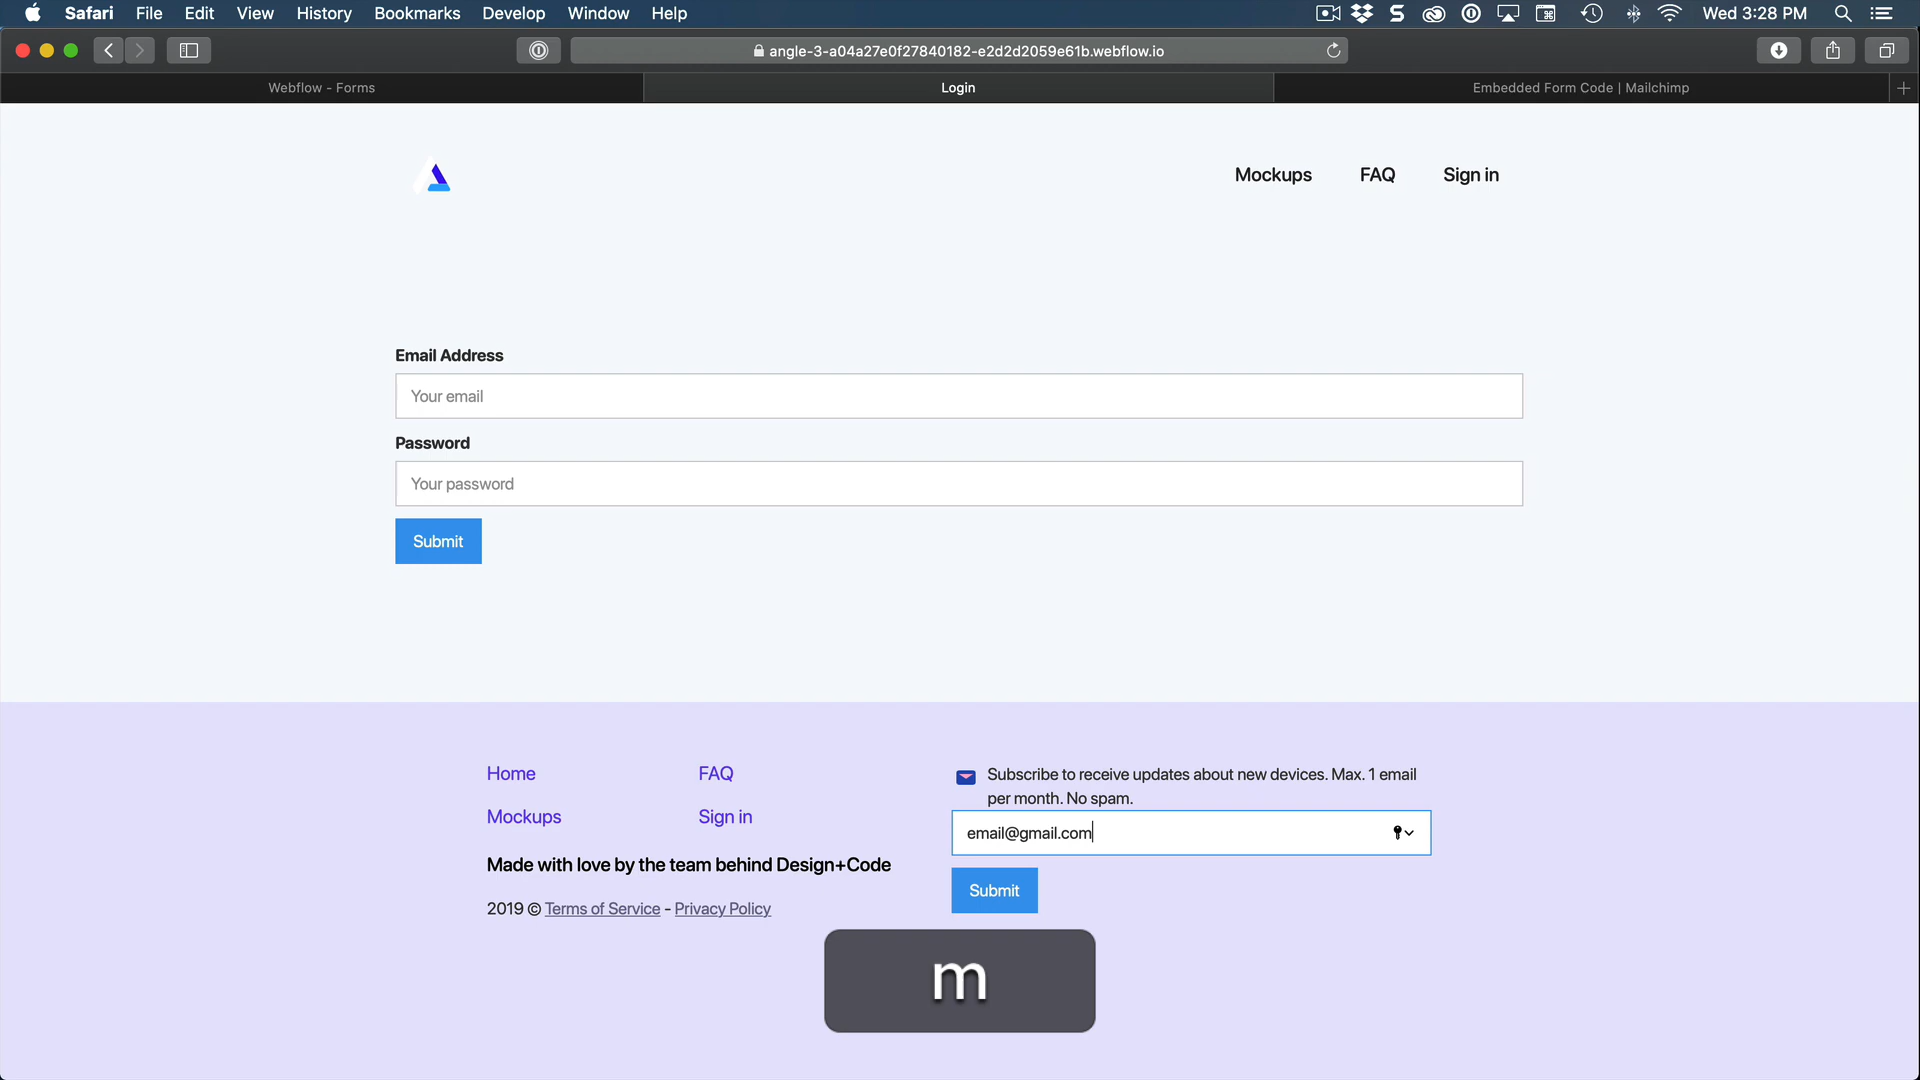 Safari File Edit View History Bookmarks Develop Window Help Wed 3:28 PM
angle-3-a04a27e0f27840182-e2d2d2059e61b.webflow.io
Webflow - Forms Login Embedded Form Code | Mailchimp
Mockups FAQ Sign in
Email Address
Your email
Password
Your password
Submit
Home FAQ
Mockups Sign in
Made with love by the team behind Design+Code
2019 © Terms of Service - Privacy Policy
Subscribe to receive updates about new devices. Max. 1 email
per month. No spam.
email@gmail.com
Submit
m